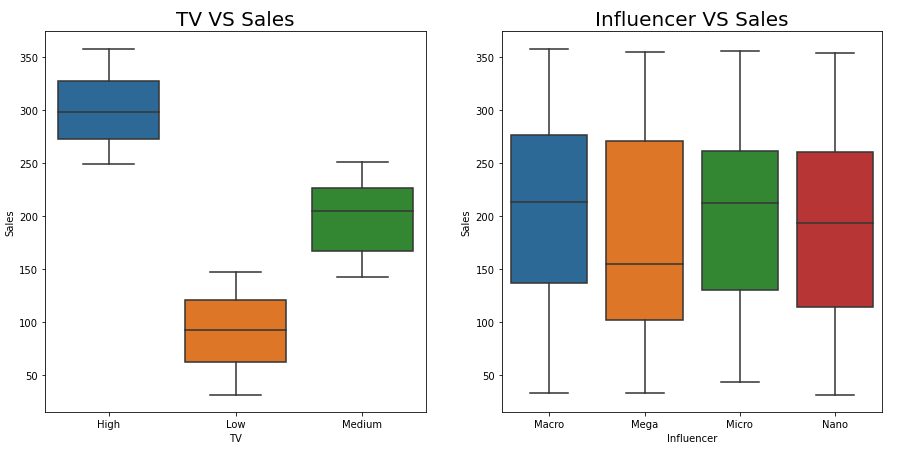 TV VS Sales
Sales
350
300
250
200
150
100
50
High Low Medium
TV
Influencer VS Sales
Sales
350
300
250
200
150
100
50
Macro Mega Micro Nano
Influencer